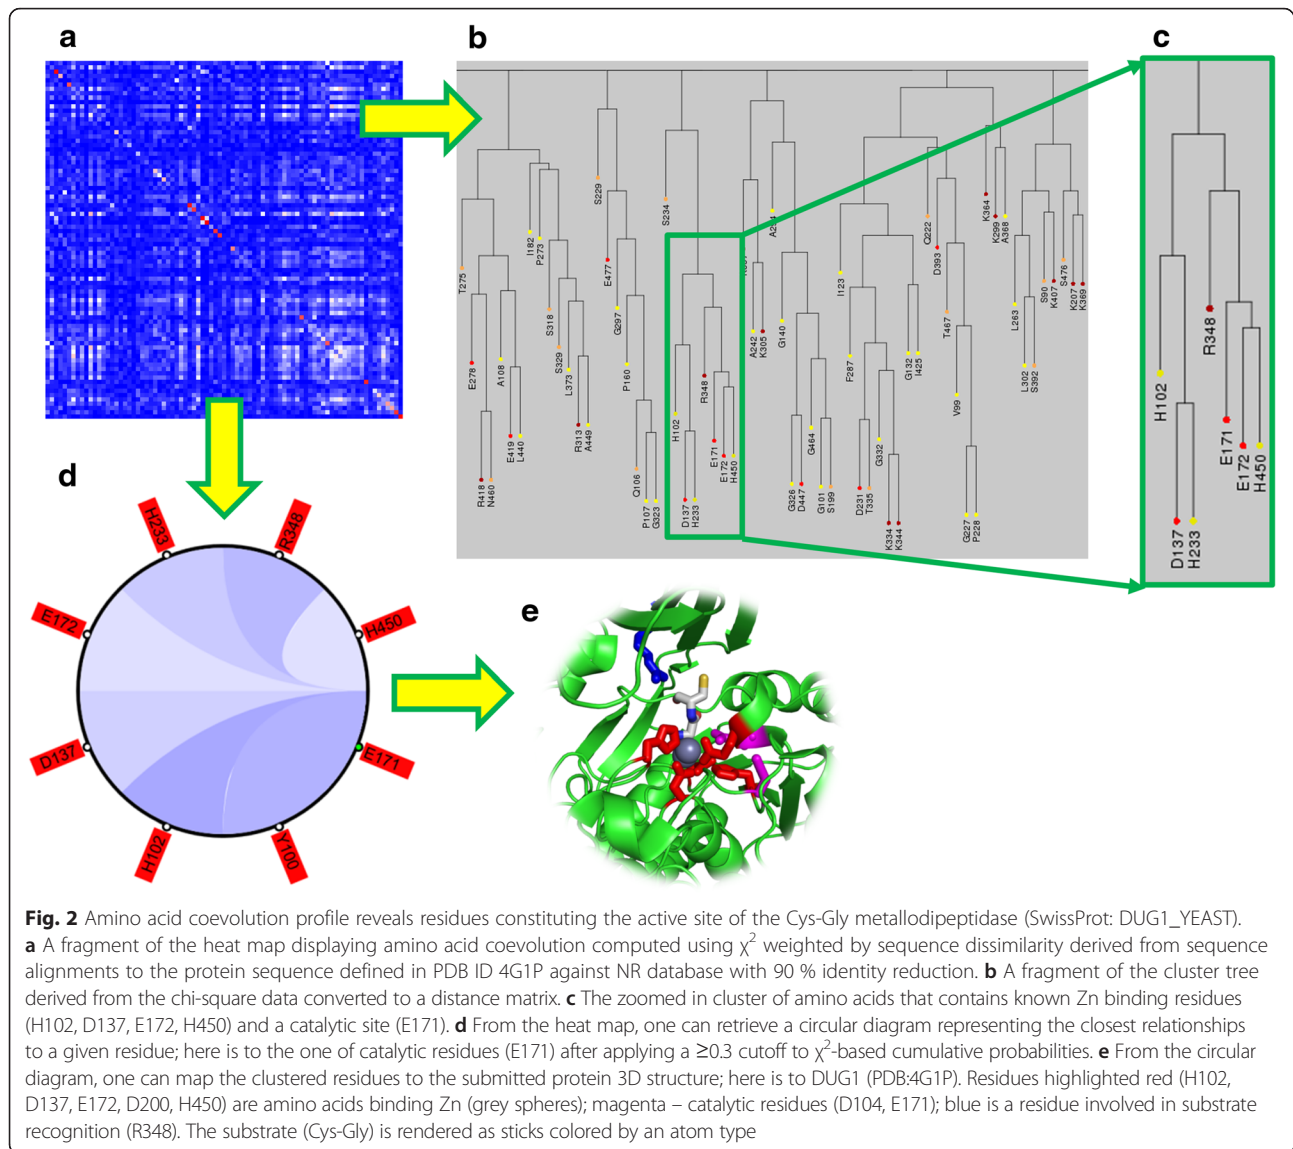 a
b
c
d
e
T275
E278
R418
N460
A108
E419
L440
I182
P273
S318
S329
L373
R313
A449
S229
E477
G297
P160
Q106
P107
G323
S234
H102
D137
H233
R348
E171
E172
H450
A242
K305
G140
G326
D447
G464
G101
S199
I123
F287
D231
T335
G332
K334
K344
G132
I425
Q222
D393
T467
V99
G227
P228
K364
K299
A368
L263
L302
S392
S90
K407
S476
K207
K369
H102
D137
H233
R348
E171
E172
H450
H233
R348
E172
H450
D137
E171
H102
Y100
Fig. 2 Amino acid coevolution profile reveals residues constituting the active site of the Cys-Gly metallodipeptidase (SwissProt: DUG1_YEAST).
a A fragment of the heat map displaying amino acid coevolution computed using χ² weighted by sequence dissimilarity derived from sequence
alignments to the protein sequence defined in PDB ID 4G1P against NR database with 90 % identity reduction. b A fragment of the cluster tree
derived from the chi-square data converted to a distance matrix. c The zoomed in cluster of amino acids that contains known Zn binding residues
(H102, D137, E172, H450) and a catalytic site (E171). d From the heat map, one can retrieve a circular diagram representing the closest relationships
to a given residue; here is to the one of catalytic residues (E171) after applying a ≥0.3 cutoff to χ²-based cumulative probabilities. e From the circular
diagram, one can map the clustered residues to the submitted protein 3D structure; here is to DUG1 (PDB:4G1P). Residues highlighted red (H102,
D137, E172, D200, H450) are amino acids binding Zn (grey spheres); magenta – catalytic residues (D104, E171); blue is a residue involved in substrate
recognition (R348). The substrate (Cys-Gly) is rendered as sticks colored by an atom type